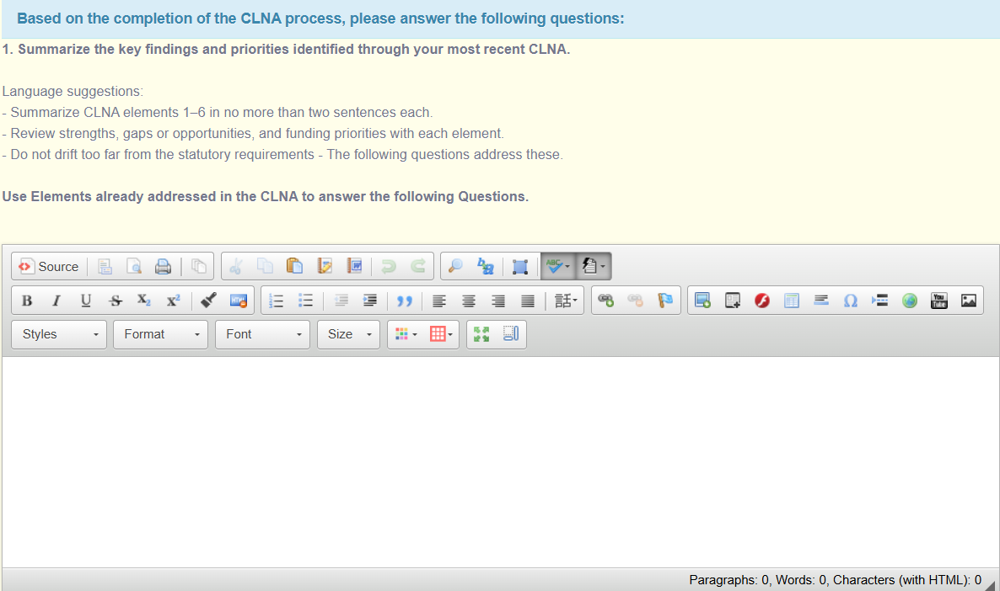 Based on the completion of the CLNA process, please answer the following questions:
1. Summarize the key findings and priorities identified through your most recent CLNA.
Language suggestions:
- Summarize CLNA elements 1–6 in no more than two sentences each.
- Review strengths, gaps or opportunities, and funding priorities with each element.
- Do not drift too far from the statutory requirements - The following questions address these.
Use Elements already addressed in the CLNA to answer the following Questions.
Source
B I U S X₂ X² 話 Ω You Tube
Styles Format Font Size
Paragraphs: 0, Words: 0, Characters (with HTML): 0